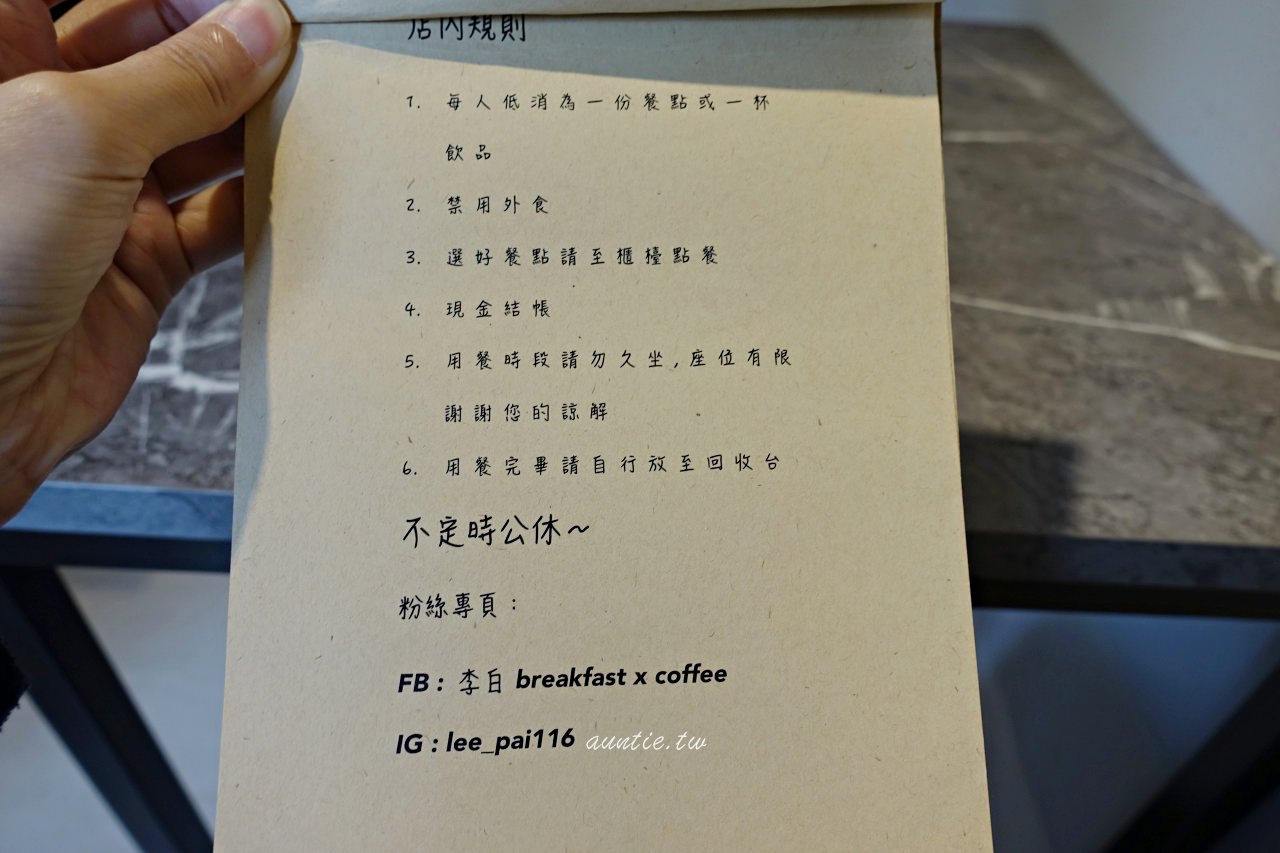 店內規則
1. 每人低消為一份餐點或一杯
飲品
2. 禁用外食
3. 選好餐點請至櫃檯點餐
4. 現金結帳
5. 用餐時段請勿久坐,座位有限
謝謝您的諒解
6. 用餐完畢請自行放至回收台
不定時公休~
粉絲專頁:
FB : 李白 breakfast x coffee
IG : lee_pai116 auntie.tw